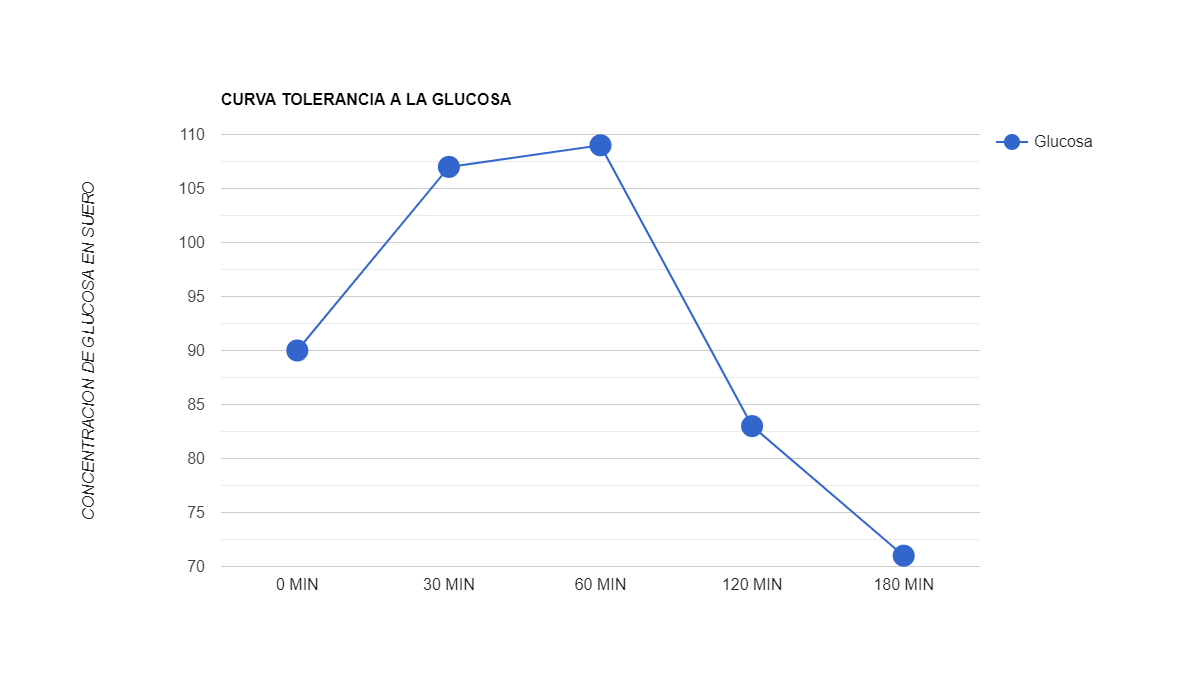 CURVA TOLERANCIA A LA GLUCOSA
CONCENTRACION DE GLUCOSA EN SUERO
110
105
100
95
90
85
80
75
70
0 MIN
30 MIN
60 MIN
120 MIN
180 MIN
Glucosa